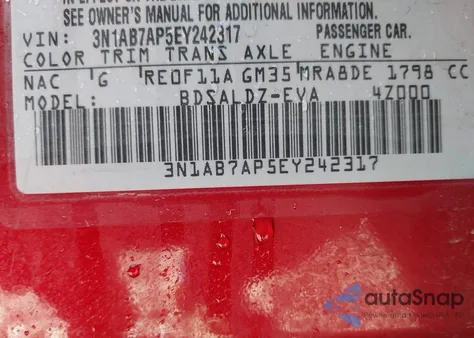 SEE OWNER'S MANUAL FOR ADDITIONAL INFORMATION.
VIN: 3N1AB7AP5EY242317 PASSENGER CAR.
COLOR TRIM TRANS AXLE ENGINE
NAC G RE0F11A GM35 MRA8DE 1798 CC
MODEL: BDSALDZ-EVA 4Z000
3N1AB7AP5EY242317
autoSnap